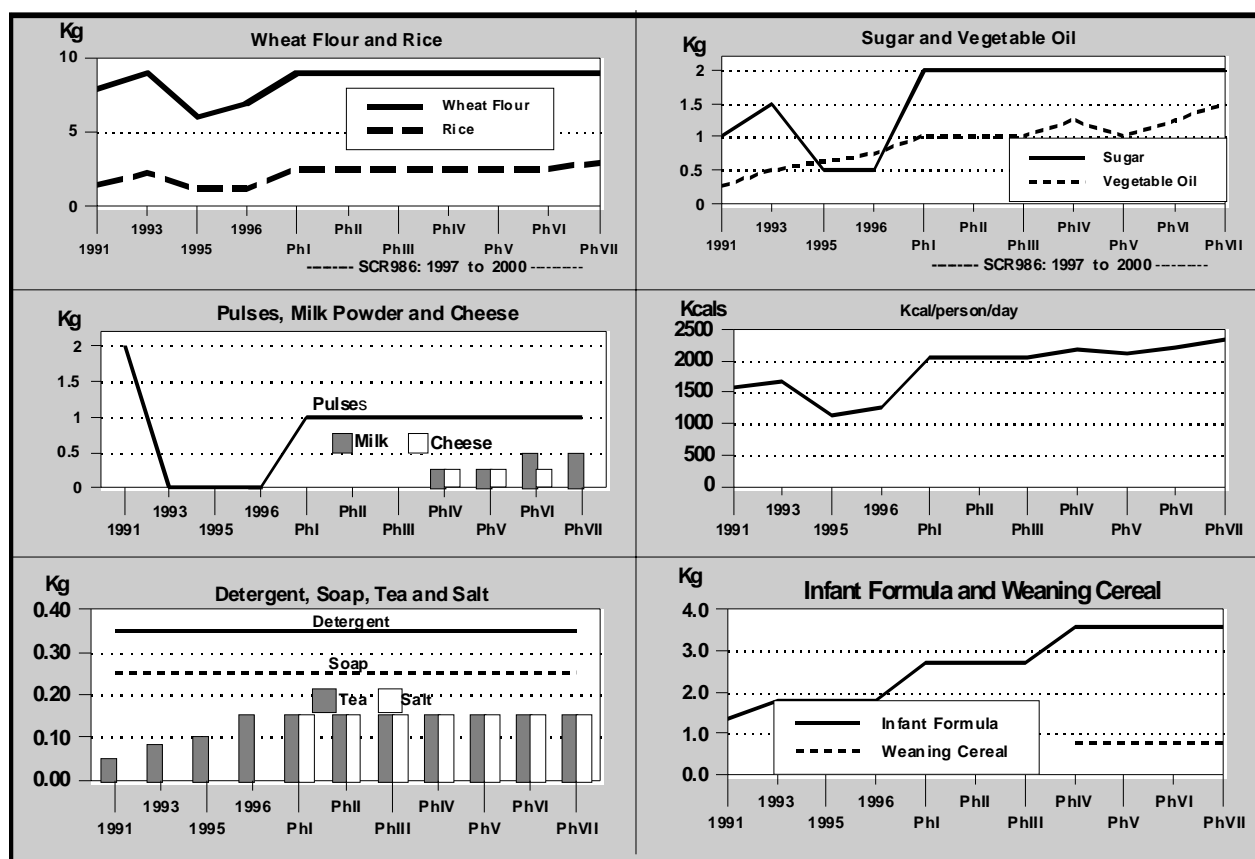 Kg
Wheat Flour and Rice
10
5
0
Wheat Flour
Rice
1991
1993
1995
1996
PhI
PhII
PhIII
PhIV
PhV
PhVI
PhVII
-------- SCR986: 1997 to 2000 ----------
Kg
Sugar and Vegetable Oil
2
1.5
1
0.5
0
Sugar
Vegetable Oil
1991
1993
1995
1996
PhI
PhII
PhIII
PhIV
PhV
PhVI
PhVII
-------- SCR986: 1997 to 2000 ----------
Kg
Pulses, Milk Powder and Cheese
2
1.5
1
0.5
0
Pulses
Milk
Cheese
1991
1993
1995
1996
PhI
PhII
PhIII
PhIV
PhV
PhVI
PhVII
Kcals
Kcal/person/day
2500
2000
1500
1000
500
0
1991
1993
1995
1996
PhI
PhII
PhIII
PhIV
PhV
PhVI
PhVII
Kg
Detergent, Soap, Tea and Salt
0.40
0.30
0.20
0.10
0.00
Detergent
Soap
Tea
Salt
1991
1993
1995
1996
PhI
PhII
PhIII
PhIV
PhV
PhVI
PhVII
Kg
Infant Formula and Weaning Cereal
4.0
3.0
2.0
1.0
0.0
Infant Formula
Weaning Cereal
1991
1993
1995
1996
PhI
PhII
PhIII
PhIV
PhV
PhVI
PhVII